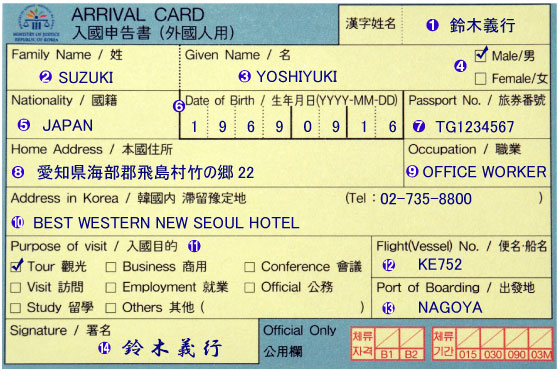 MINISTRY OF JUSTICE
REPUBLIC OF KOREA
ARRIVAL CARD
入國申告書 (外國人用)
漢字姓名 ① 鈴木義行
Family Name / 姓
② SUZUKI
Given Name / 名
③ YOSHIYUKI
④ ✓ Male/男
□ Female/女
Nationality / 國籍
⑤ JAPAN
⑥ Date of Birth / 生年月日(YYYY-MM-DD)
1 9 6 9 0 9 1 6
Passport No. / 旅券番號
⑦ TG1234567
Home Address / 本國住所
⑧ 愛知県海部郡飛島村竹の郷 22
Occupation / 職業
⑨ OFFICE WORKER
Address in Korea / 韓國内 滯留豫定地 (Tel : 02-735-8800 )
⑩ BEST WESTERN NEW SEOUL HOTEL
Purpose of visit / 入國目的 ⑪
✓ Tour 觀光 □ Business 商用 □ Conference 會議
□ Visit 訪問 □ Employment 就業 □ Official 公務
□ Study 留學 □ Others 其他 ( )
Flight(Vessel) No. / 便名·船名
⑫ KE752
Port of Boarding / 出發地
⑬ NAGOYA
Signature / 署名
⑭ 鈴木義行
Official Only
公用欄
체류
자격 B1 B2
체류
기간 015 030 090 03M